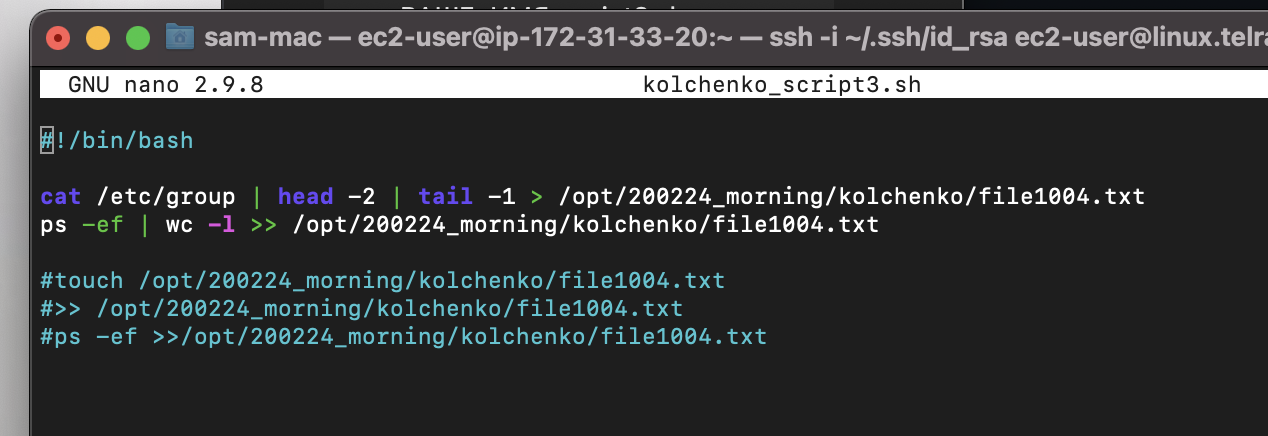 sam-mac — ec2-user@ip-172-31-33-20:~ — ssh -i ~/.ssh/id_rsa ec2-user@linux.telra
GNU nano 2.9.8 kolchenko_script3.sh
#!/bin/bash
cat /etc/group | head -2 | tail -1 > /opt/200224_morning/kolchenko/file1004.txt
ps -ef | wc -l >> /opt/200224_morning/kolchenko/file1004.txt
#touch /opt/200224_morning/kolchenko/file1004.txt
#>> /opt/200224_morning/kolchenko/file1004.txt
#ps -ef >>/opt/200224_morning/kolchenko/file1004.txt